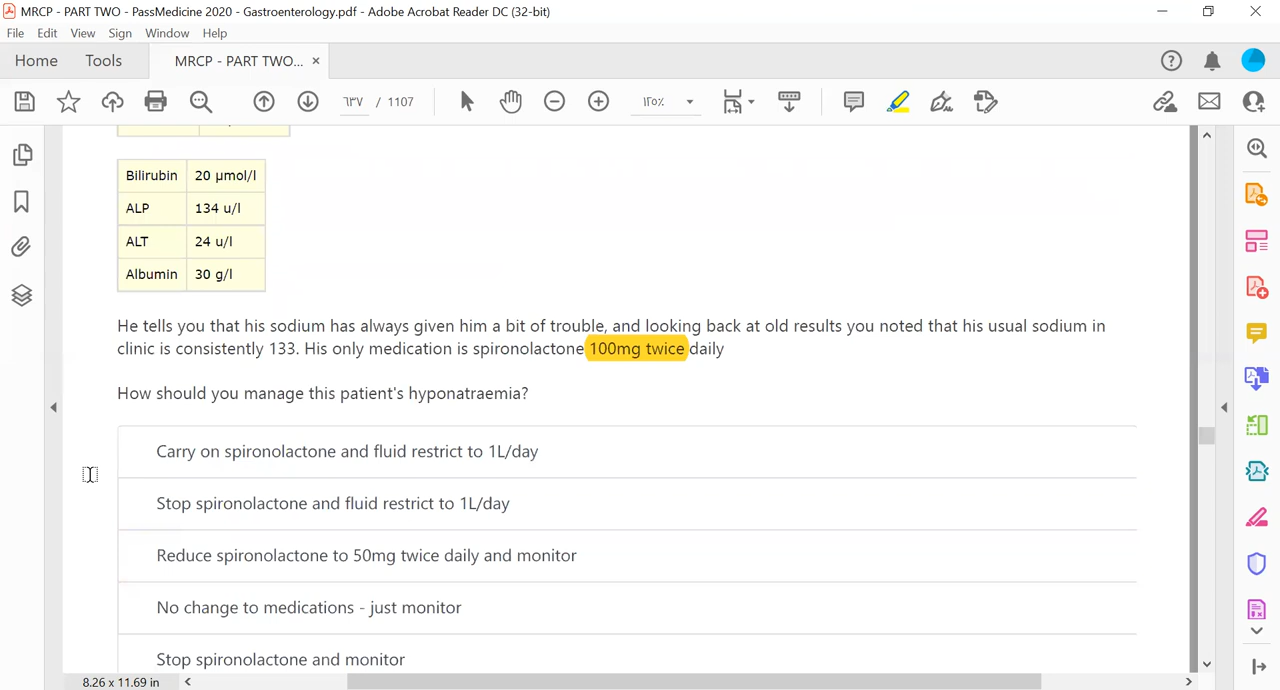 MRCP - PART TWO - PassMedicine 2020 - Gastroenterology.pdf - Adobe Acrobat Reader DC (32-bit)
File Edit View Sign Window Help
Home Tools MRCP - PART TWO... ×
٦٣٧ / 1107 ١٢٥٪
Bilirubin 20 µmol/l
ALP 134 u/l
ALT 24 u/l
Albumin 30 g/l
He tells you that his sodium has always given him a bit of trouble, and looking back at old results you noted that his usual sodium in
clinic is consistently 133. His only medication is spironolactone 100mg twice daily
How should you manage this patient's hyponatraemia?
Carry on spironolactone and fluid restrict to 1L/day
Stop spironolactone and fluid restrict to 1L/day
Reduce spironolactone to 50mg twice daily and monitor
No change to medications - just monitor
Stop spironolactone and monitor
8.26 x 11.69 in